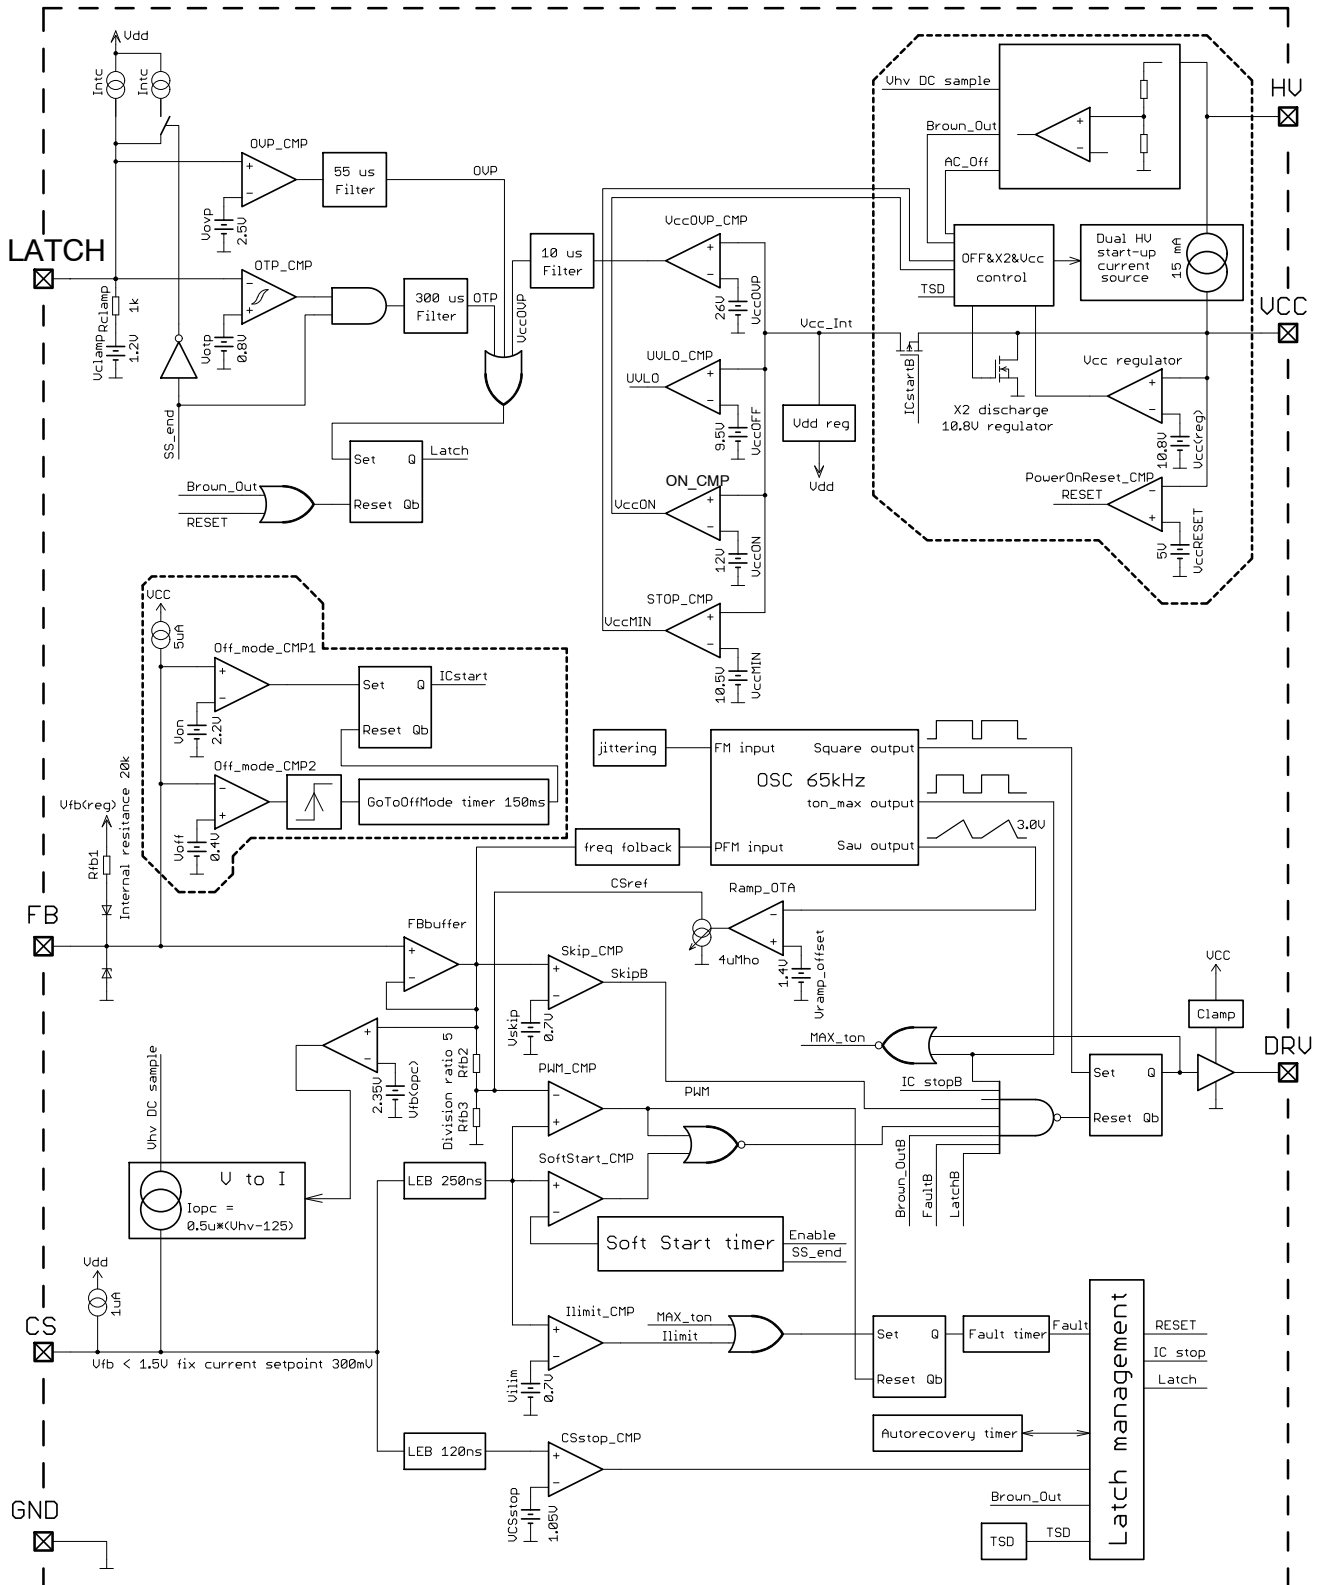 Vdd
Intc
Intc
OVP_CMP
55 us
Filter
OVP
Vovp
2.5V
LATCH
OTP_CMP
300 us
Filter
OTP
Rclamp
1k
Vclamp
1.2V
Votp
0.8V
SS_end
VccOVP
10 us
Filter
Set
Q
Reset
Qb
Latch
Brown_Out
RESET
VccOVP_CMP
26V
VccOVP
UVLO_CMP
UVLO
9.5V
VccOFF
ON_CMP
VccON
12V
VccON
STOP_CMP
VccMIN
10.5V
VccMIN
Vcc_Int
Vdd reg
Vdd
ICstartB
Vhv DC sample
Brown_Out
AC_Off
HV
OFF&X2&Vcc
control
TSD
Dual HV
start-up
current
source
15 mA
VCC
X2 discharge
10.8V regulator
Vcc regulator
10.8V
Vcc(reg)
PowerOnReset_CMP
RESET
5V
VccRESET
VCC
5uA
Off_mode_CMP1
Von
2.2V
Set
Q
Reset
Qb
ICstart
Off_mode_CMP2
GoToOffMode timer 150ms
Voff
0.4V
Vfb(reg)
Rfb1
Internal resitance 20k
FB
jittering
FM input
Square output
OSC 65kHz
ton_max output
PFM input
Saw output
3.0V
freq folback
CSref
Ramp_OTA
4uMho
1.4V
Vramp_offset
FBbuffer
Skip_CMP
SkipB
Vskip
0.7V
2.35V
Vfb(opc)
Division ratio 5
Rfb2
Rfb3
PWM_CMP
PWM
MAX_ton
IC stopB
Brown_OutB
FaultB
LatchB
Set
Q
Reset
Qb
VCC
Clamp
DRV
Vhv DC sample
V to I
Iopc =
0.5u*(Vhv-125)
LEB 250ns
SoftStart_CMP
Soft Start timer
Enable
SS_end
Vdd
1uA
CS
Vfb < 1.5V fix current setpoint 300mV
Ilimit_CMP
MAX_ton
Ilimit
Vilim
0.7V
Set
Q
Reset
Qb
Fault timer
Fault
Latch management
RESET
IC stop
Latch
Autorecovery timer
LEB 120ns
CSstop_CMP
VCSstop
1.05V
Brown_Out
TSD
TSD
GND